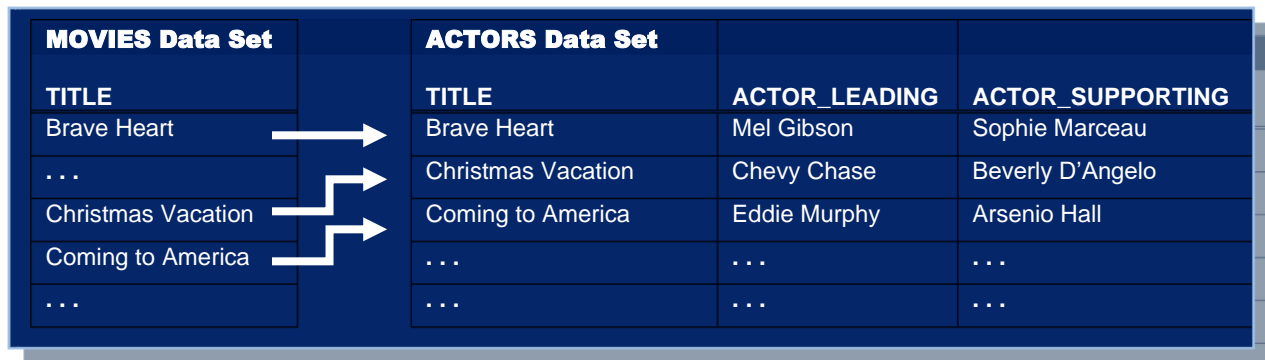 MOVIES Data Set ACTORS Data Set
TITLE TITLE ACTOR_LEADING ACTOR_SUPPORTING
Brave Heart Brave Heart Mel Gibson Sophie Marceau
. . . Christmas Vacation Chevy Chase Beverly D’Angelo
Christmas Vacation Coming to America Eddie Murphy Arsenio Hall
Coming to America . . . . . . . . .
. . . . . . . . . . . .